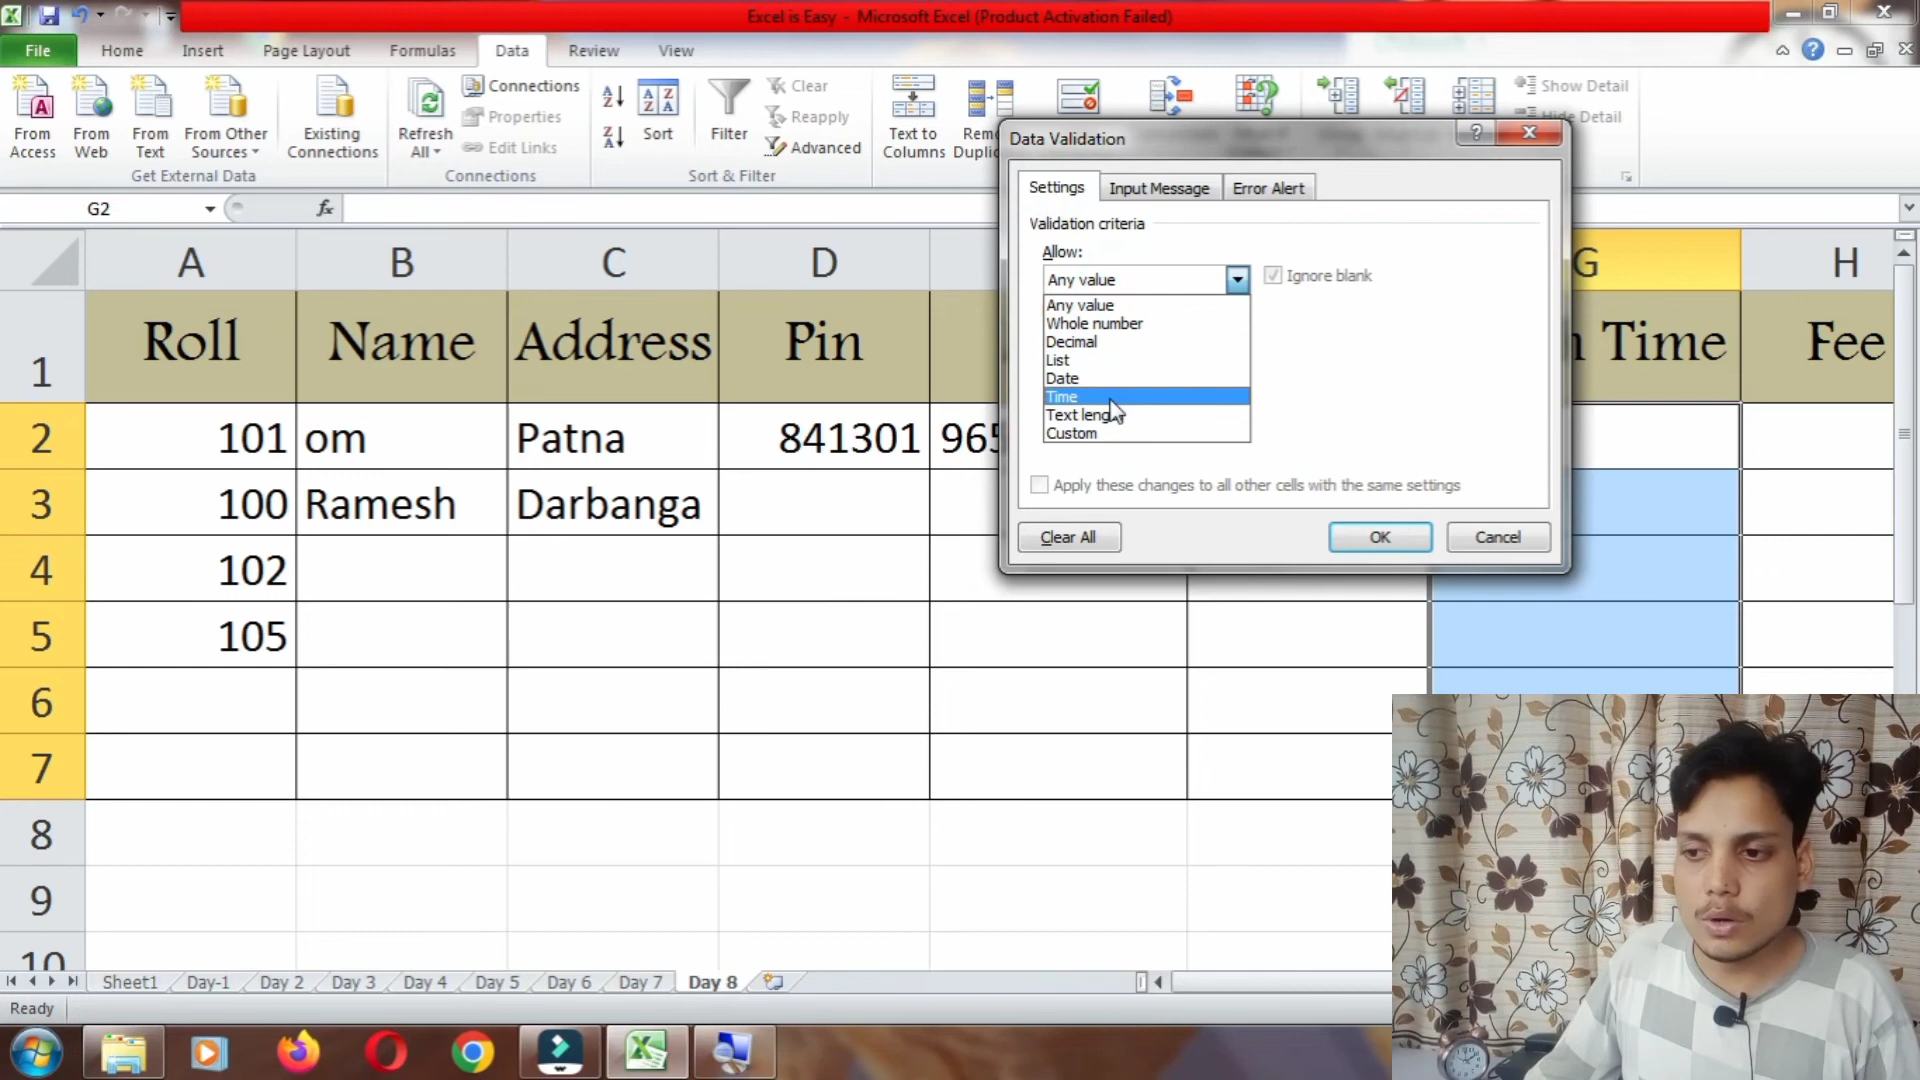 Excel is Easy - Microsoft Excel (Product Activation Failed)
File Home Insert Page Layout Formulas Data Review View
From Access
From Web
From Text
From Other Sources
Existing Connections
Get External Data
Refresh All
Connections
Properties
Edit Links
Connections
Sort
Filter
Clear
Reapply
Advanced
Sort & Filter
Text to Columns
Show Detail
Hide Detail
G2
fx
Data Validation
Settings Input Message Error Alert
Validation criteria
Allow:
Any value
Ignore blank
Any value
Whole number
Decimal
List
Date
Time
Text leng
Custom
Apply these changes to all other cells with the same settings
Clear All OK Cancel
A B C D G H
1 Roll Name Address Pin Time Fee
2 101 om Patna 841301 965
3 100 Ramesh Darbanga
4 102
5 105
6
7
8
9
10
Sheet1 Day-1 Day 2 Day 3 Day 4 Day 5 Day 6 Day 7 Day 8
Ready